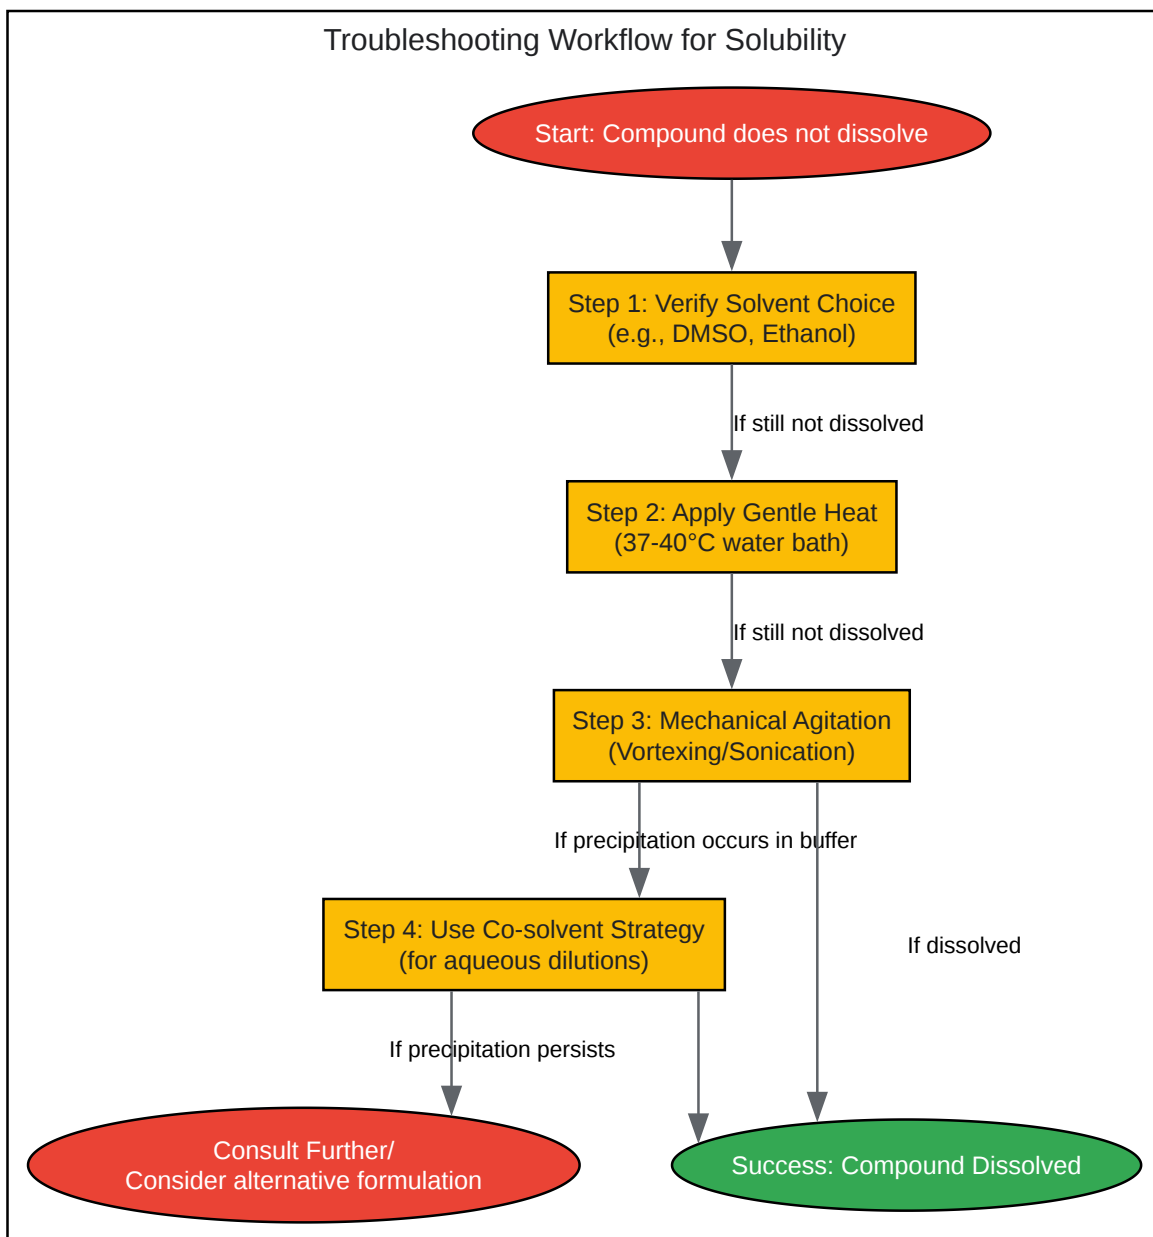 Troubleshooting Workflow for Solubility
Start: Compound does not dissolve
Step 1: Verify Solvent Choice
(e.g., DMSO, Ethanol)
If still not dissolved
Step 2: Apply Gentle Heat
(37-40°C water bath)
If still not dissolved
Step 3: Mechanical Agitation
(Vortexing/Sonication)
If precipitation occurs in buffer
Step 4: Use Co-solvent Strategy
(for aqueous dilutions)
If dissolved
If precipitation persists
Consult Further/
Consider alternative formulation
Success: Compound Dissolved